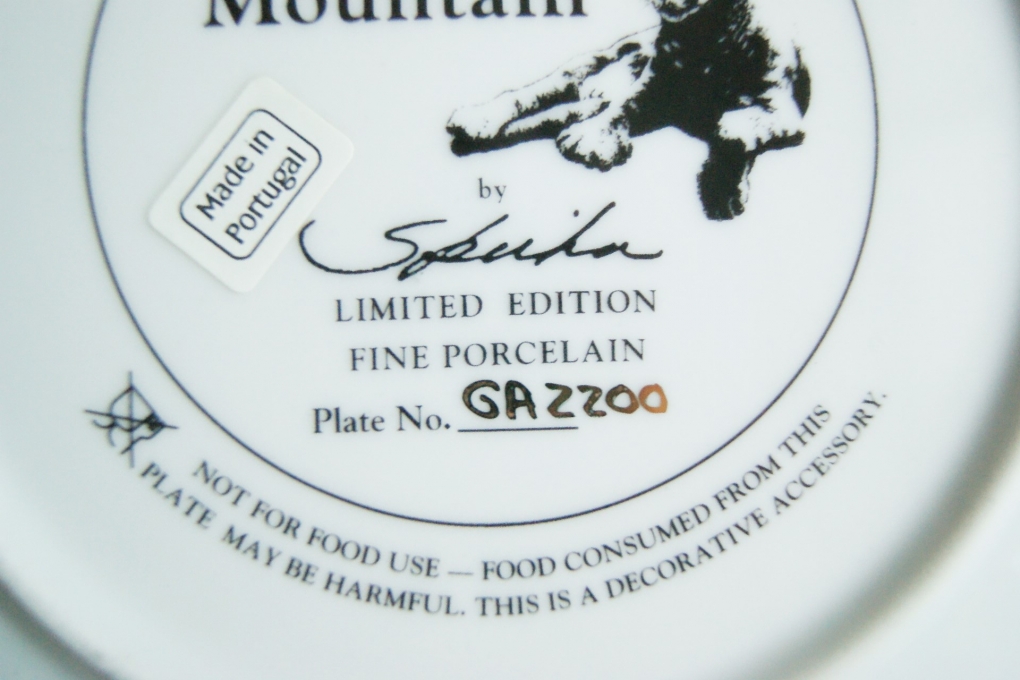 Mountain
Made in
Portugal
by
LIMITED EDITION
FINE PORCELAIN
Plate No. GA2200
NOT FOR FOOD USE — FOOD CONSUMED FROM THIS
PLATE MAY BE HARMFUL. THIS IS A DECORATIVE ACCESSORY.